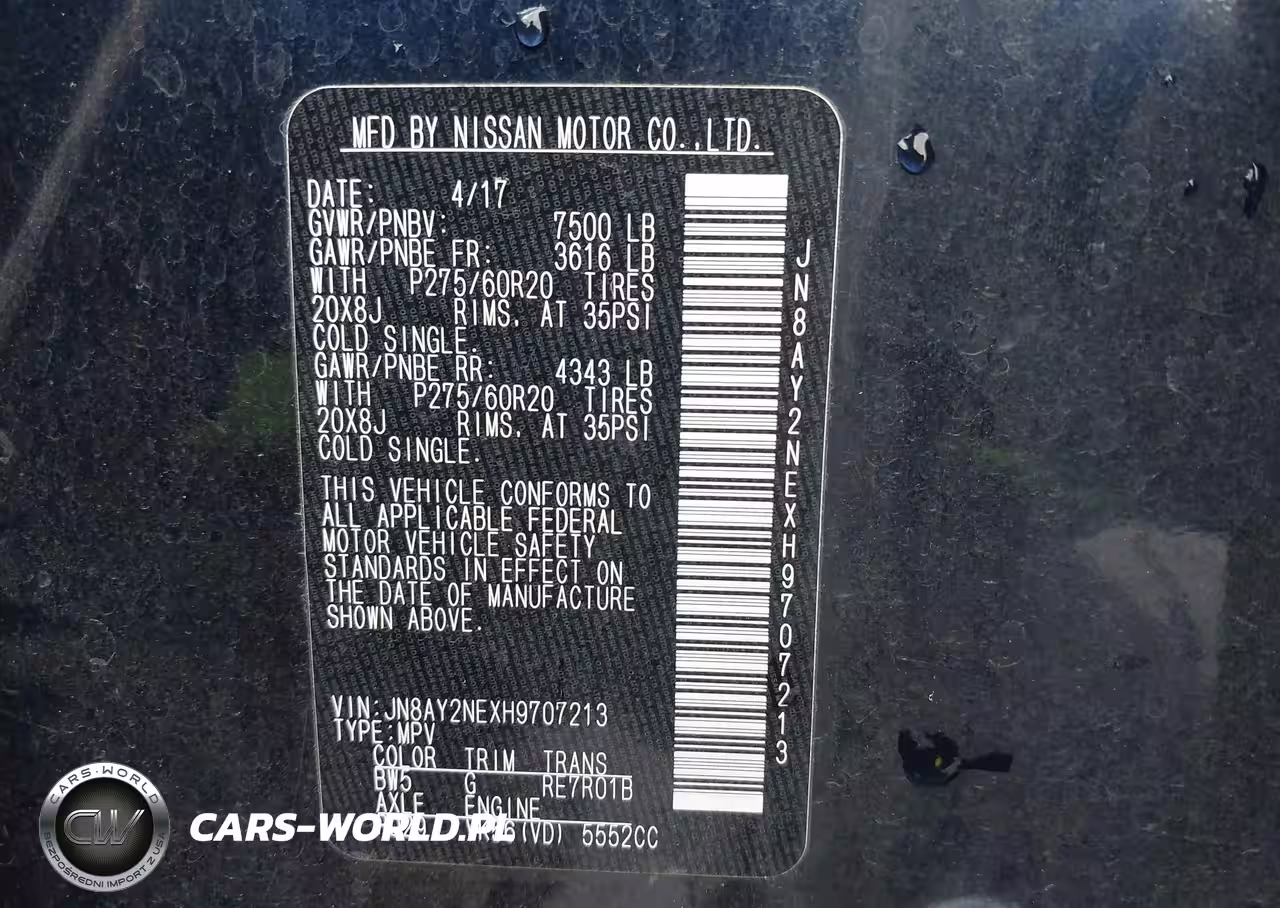 MFD BY NISSAN MOTOR CO.,LTD.
DATE: 4/17
GVWR/PNBV: 7500 LB
GAWR/PNBE FR: 3616 LB
WITH P275/60R20 TIRES
20X8J RIMS. AT 35PSI
COLD SINGLE.
GAWR/PNBE RR: 4343 LB
WITH P275/60R20 TIRES
20X8J RIMS. AT 35PSI
COLD SINGLE.
THIS VEHICLE CONFORMS TO
ALL APPLICABLE FEDERAL
MOTOR VEHICLE SAFETY
STANDARDS IN EFFECT ON
THE DATE OF MANUFACTURE
SHOWN ABOVE.
VIN:JN8AY2NEXH9707213
TYPE:MPV
COLOR TRIM TRANS
BW5 G RE7R01B
AXLE ENGINE
(VD) 5552CC
JN8AY2NEXH9707213
CARS-WORLD
CW
BEZPOŚREDNI IMPORT Z USA
CARS-WORLD.PL